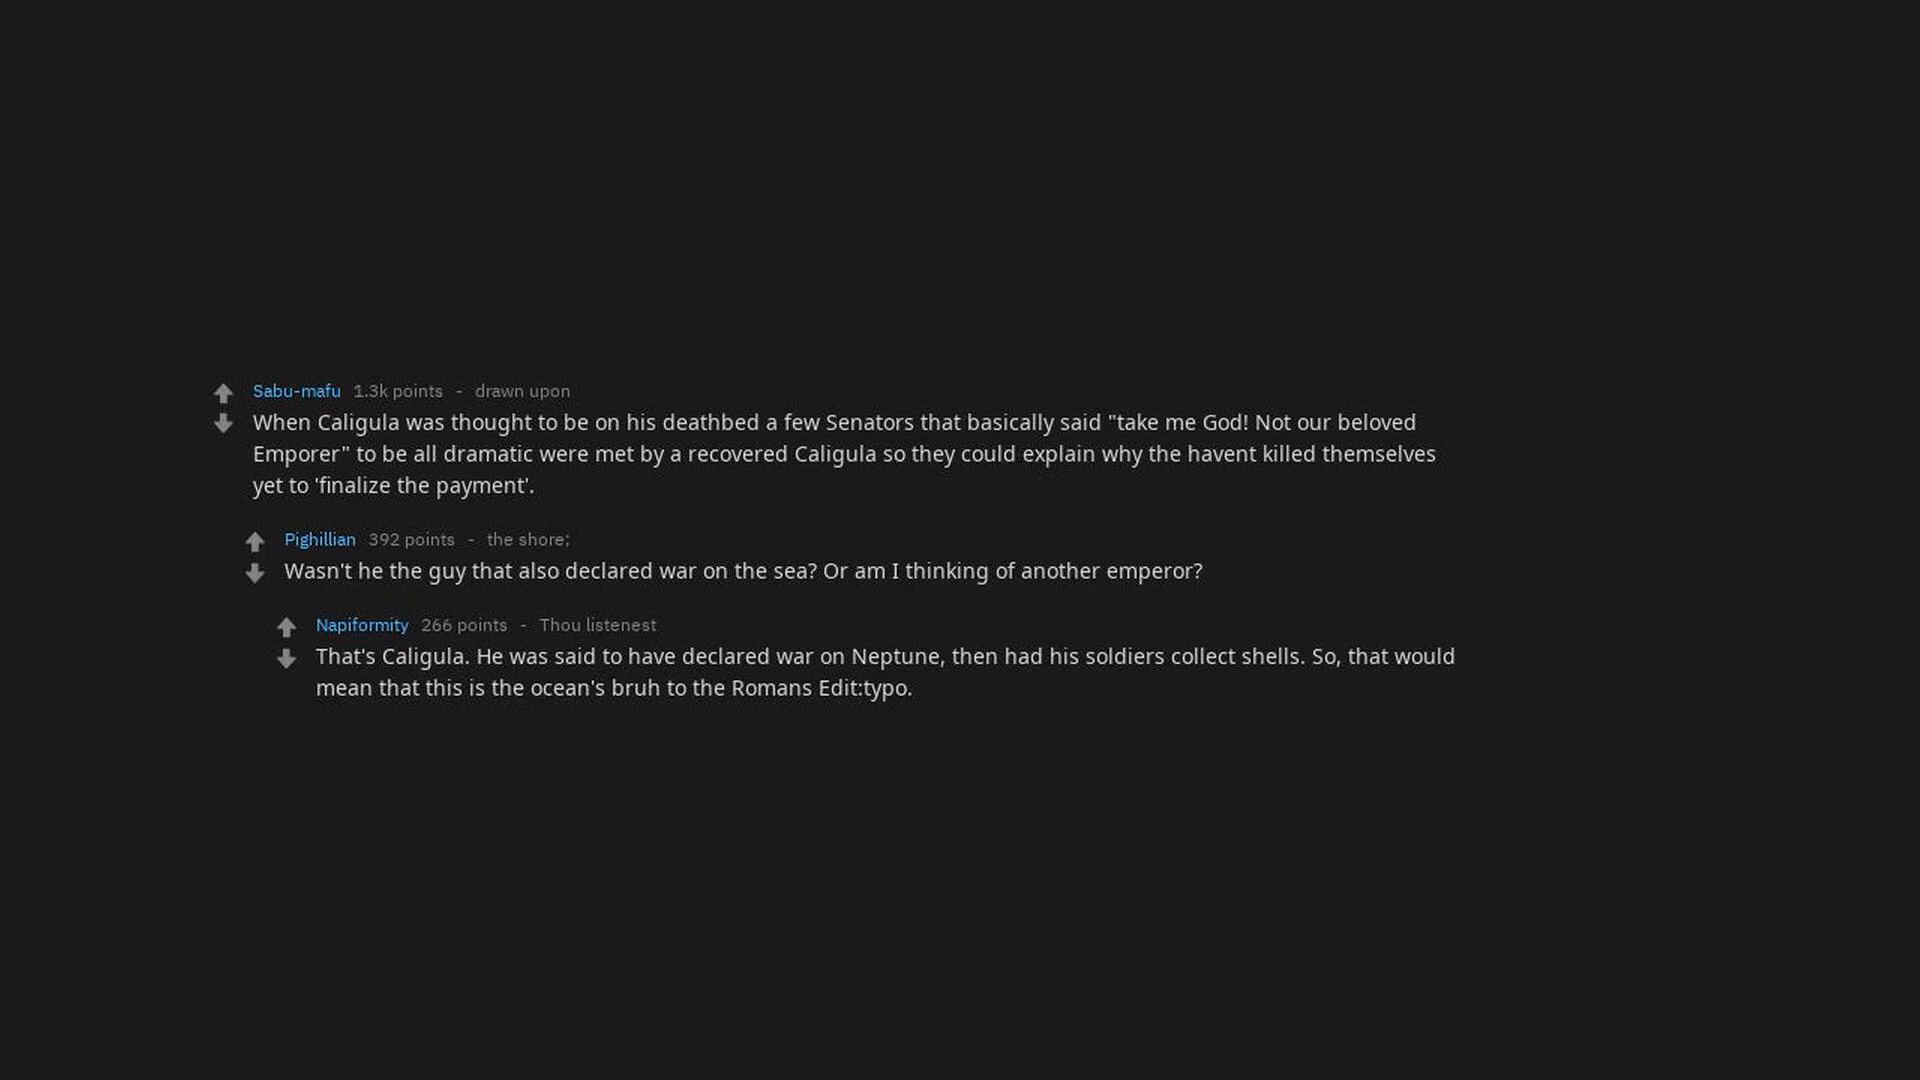 Sabu-mafu 1.3k points - drawn upon
When Caligula was thought to be on his deathbed a few Senators that basically said "take me God! Not our beloved
Emporer" to be all dramatic were met by a recovered Caligula so they could explain why the havent killed themselves
yet to 'finalize the payment'.
Pighillian 392 points - the shore;
Wasn't he the guy that also declared war on the sea? Or am I thinking of another emperor?
Napiformity 266 points - Thou listenest
That's Caligula. He was said to have declared war on Neptune, then had his soldiers collect shells. So, that would
mean that this is the ocean's bruh to the Romans Edit:typo.